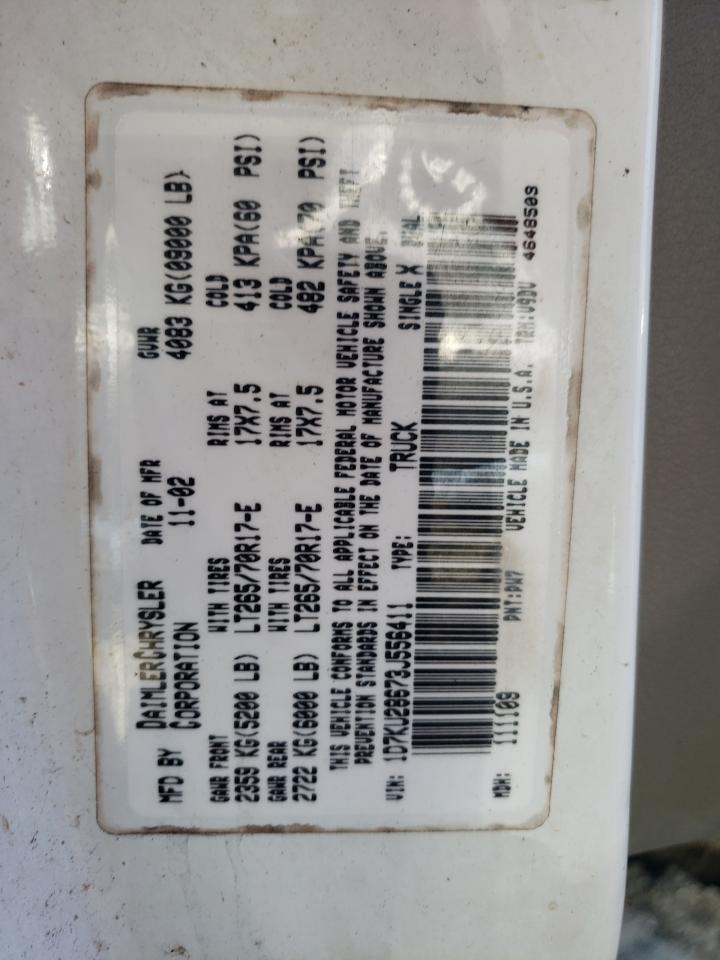 MFD BY DAIMLERCHRYSLER CORPORATION DATE OF MFR 11-02 GVWR 4083 KG(09000 LB)
GAWR FRONT WITH TIRES RIMS AT COLD
2359 KG(5200 LB) LT265/70R17-E 17X7.5 413 KPA(60 PSI)
GAWR REAR WITH TIRES RIMS AT COLD
2722 KG(6000 LB) LT265/70R17-E 17X7.5 482 KPA(70 PSI)
THIS VEHICLE CONFORMS TO ALL APPLICABLE FEDERAL MOTOR VEHICLE SAFETY AND THEFT
PREVENTION STANDARDS IN EFFECT ON THE DATE OF MANUFACTURE SHOWN ABOVE.
VIN: 1D7KU28673J556411 TYPE: TRUCK SINGLE X DUAL
MDH: 111109 PNT:PW7 VEHICLE MADE IN U.S.A. TRM:V9DV 4648509